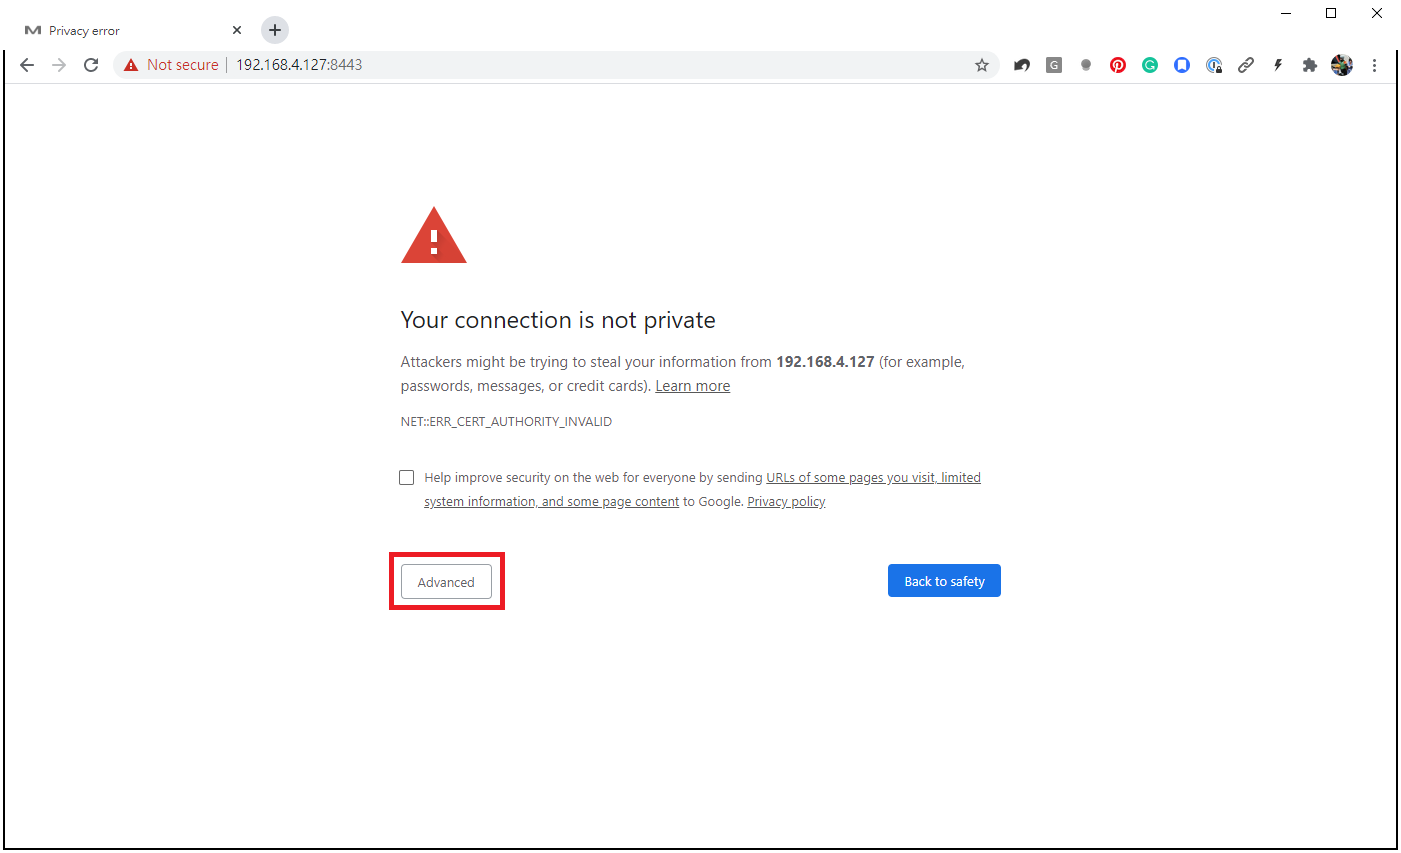 Privacy error
Not secure | 192.168.4.127:8443
G
G
Your connection is not private
Attackers might be trying to steal your information from 192.168.4.127 (for example,
passwords, messages, or credit cards). Learn more
NET::ERR_CERT_AUTHORITY_INVALID
Help improve security on the web for everyone by sending URLs of some pages you visit, limited
system information, and some page content to Google. Privacy policy
Advanced
Back to safety